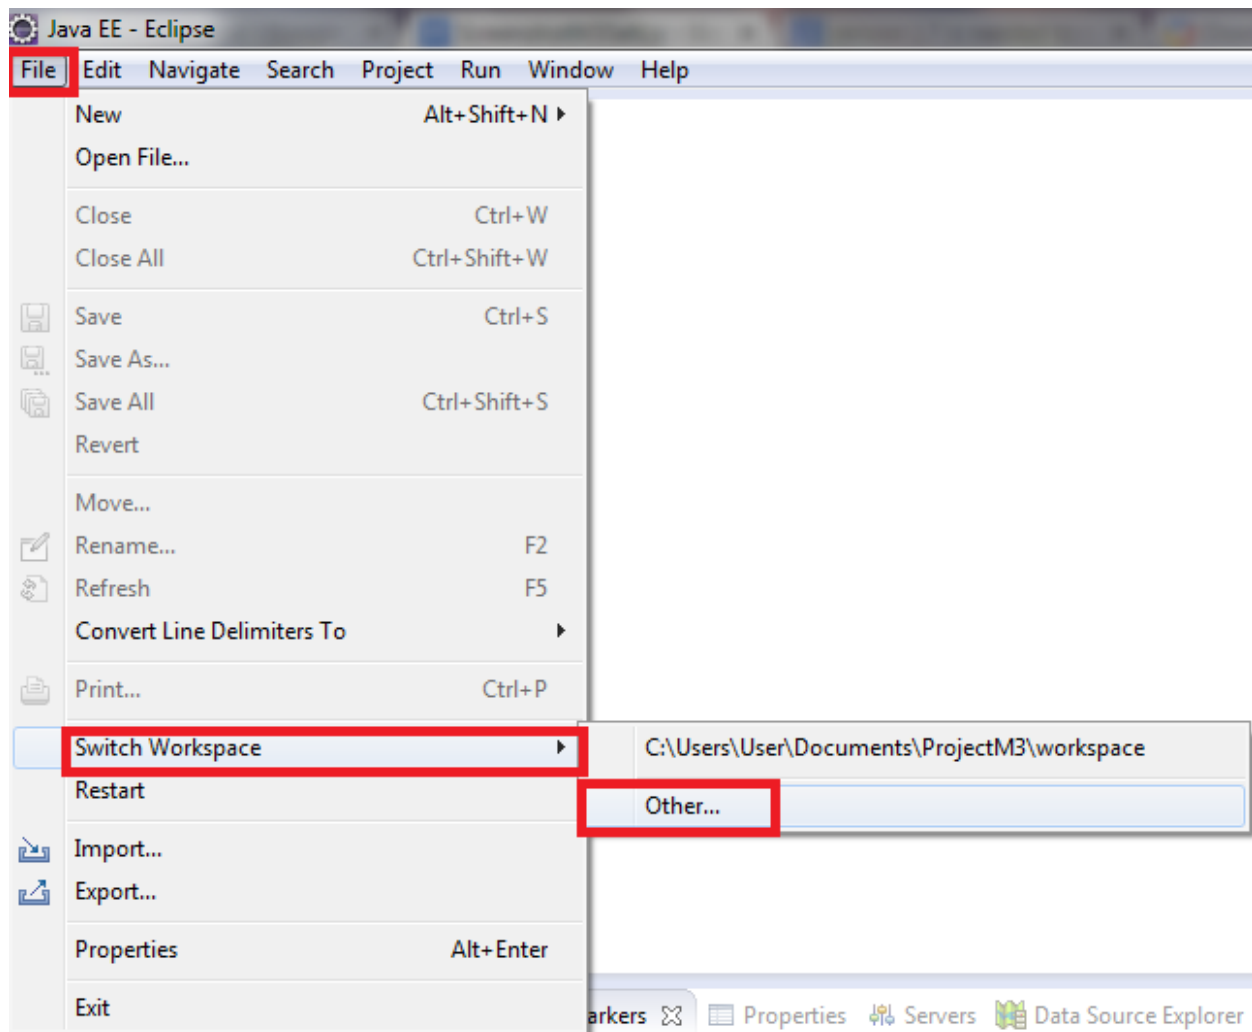 Java EE - Eclipse
File Edit Navigate Search Project Run Window Help
New Alt+Shift+N
Open File...
Close Ctrl+W
Close All Ctrl+Shift+W
Save Ctrl+S
Save As...
Save All Ctrl+Shift+S
Revert
Move...
Rename... F2
Refresh F5
Convert Line Delimiters To
Print... Ctrl+P
Switch Workspace C:\Users\User\Documents\ProjectM3\workspace
Restart Other...
Import...
Export...
Properties Alt+Enter
Exit arkers Properties Servers Data Source Explorer